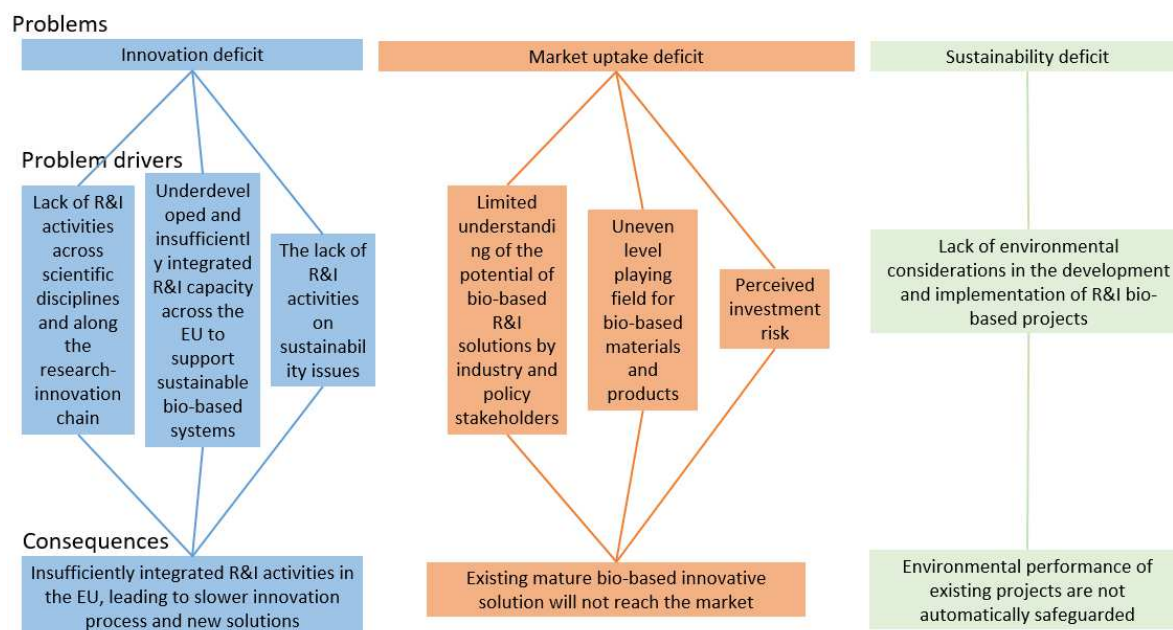 Problems
Innovation deficit
Market uptake deficit
Sustainability deficit
Problem drivers
Lack of R&I
activities
across
scientific
disciplines
and along
the
research-
innovation
chain
Underdevel
oped and
insufficientl
y integrated
R&I capacity
across the
EU to
support
sustainable
bio-based
systems
The lack of
R&I
activities
on
sustainabil
ity issues
Limited
understandi
ng of the
potential of
bio-based
R&I
solutions by
industry and
policy
stakeholders
Uneven
level
playing
field for
bio-based
materials
and
products
Perceived
investment
risk
Lack of environmental
considerations in the development
and implementation of R&I bio-
based projects
Consequences
Insufficiently integrated R&I activities in
the EU, leading to slower innovation
process and new solutions
Existing mature bio-based innovative
solution will not reach the market
Environmental performance of
existing projects are not
automatically safeguarded